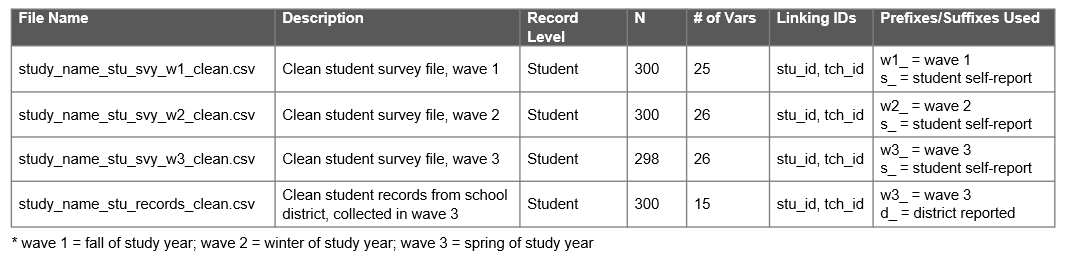 File Name Description Record Level N # of Vars Linking IDs Prefixes/Suffixes Used
study_name_stu_svy_w1_clean.csv Clean student survey file, wave 1 Student 300 25 stu_id, tch_id w1_ = wave 1
s_ = student self-report
study_name_stu_svy_w2_clean.csv Clean student survey file, wave 2 Student 300 26 stu_id, tch_id w2_ = wave 2
s_ = student self-report
study_name_stu_svy_w3_clean.csv Clean student survey file, wave 3 Student 298 26 stu_id, tch_id w3_ = wave 3
s_ = student self-report
study_name_stu_records_clean.csv Clean student records from school district, collected in wave 3 Student 300 15 stu_id, tch_id w3_ = wave 3
d_ = district reported
* wave 1 = fall of study year; wave 2 = winter of study year; wave 3 = spring of study year